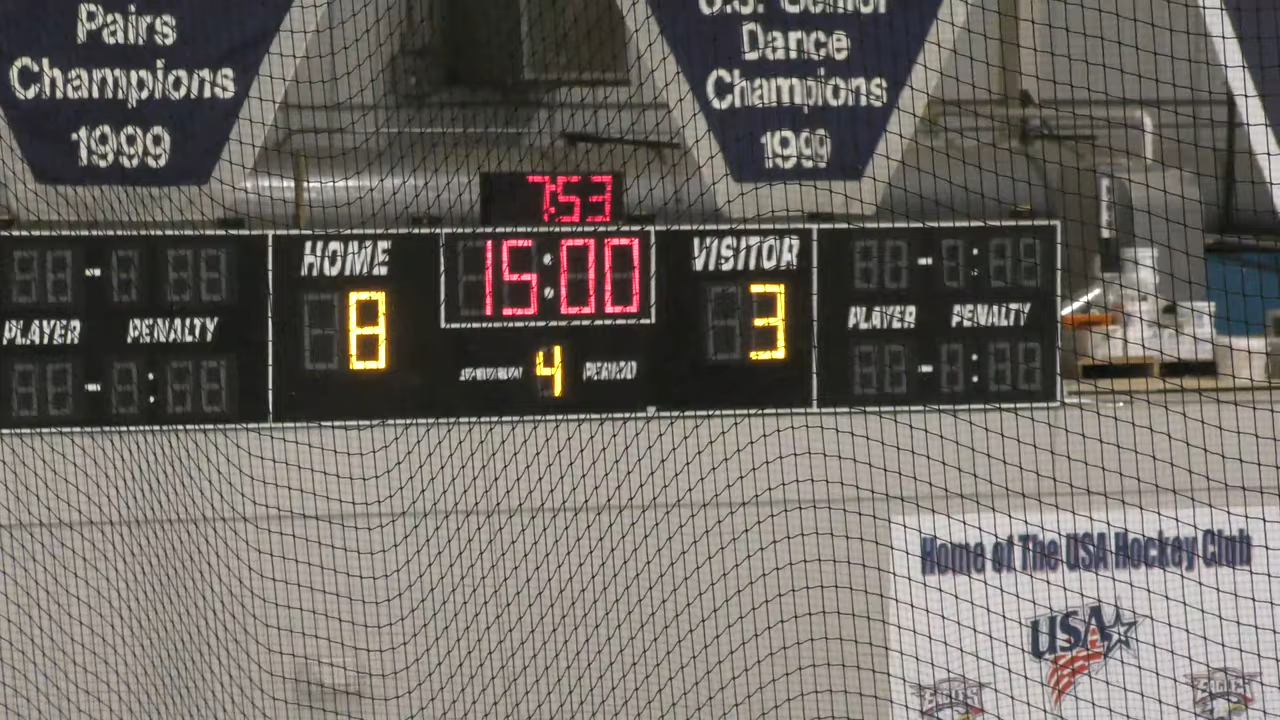 Pairs
Champions
1999
U.S. Senior
Dance
Champions
7:53
HOME
15:00
VISITOR
8
3
PLAYER PENALTY
PLAYER PENALTY
4
PERIOD
Home of The USA Hockey Club
USA